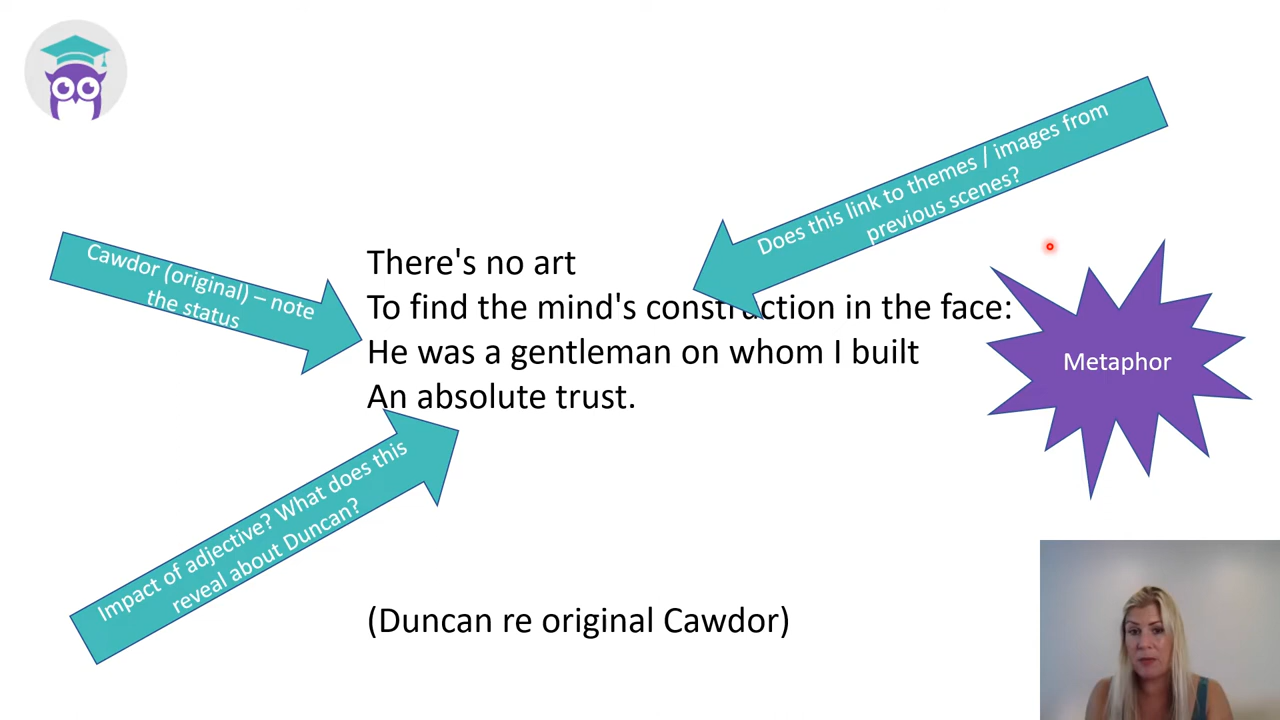 Does this link to themes / images from
previous scenes?
Cawdor (original) – note
the status
There's no art
To find the mind's construction in the face:
He was a gentleman on whom I built
An absolute trust.
Metaphor
Impact of adjective? What does this
reveal about Duncan?
(Duncan re original Cawdor)